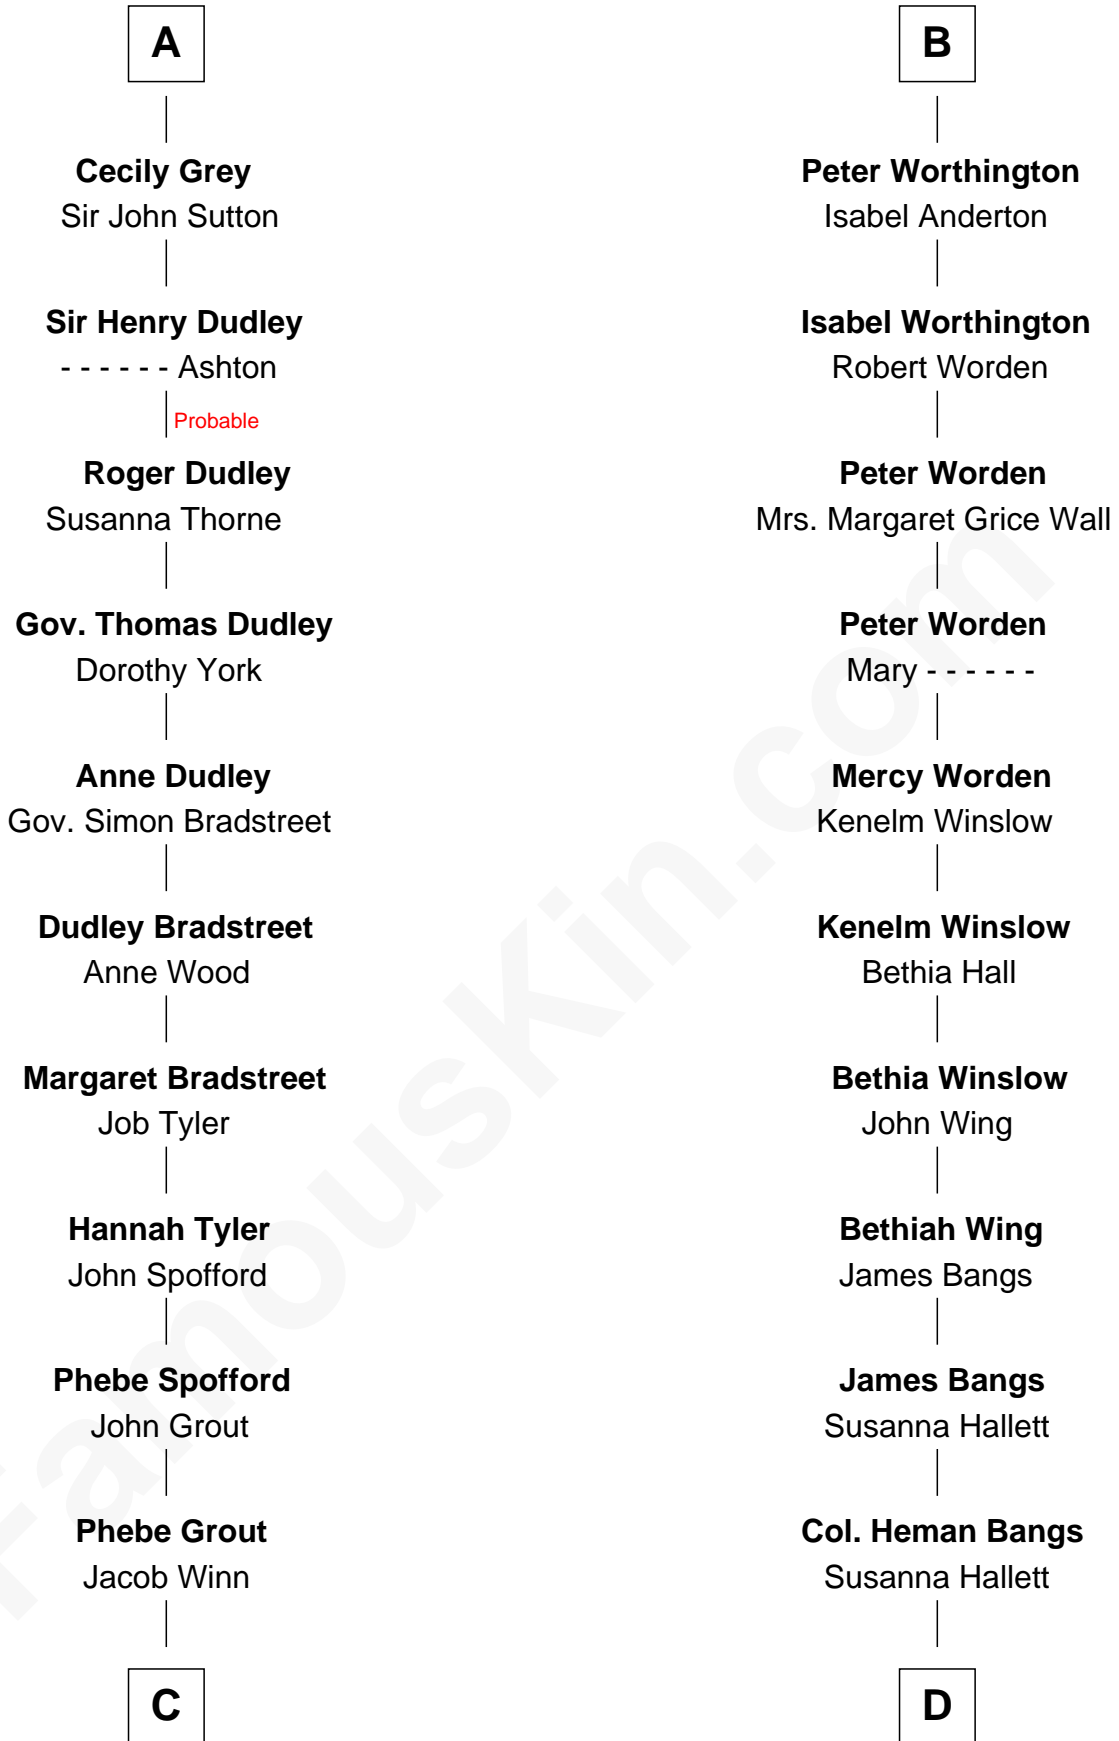 A
Cecily Grey
Sir John Sutton
Sir Henry Dudley
- - - - - - Ashton
Probable
Roger Dudley
Susanna Thorne
Gov. Thomas Dudley
Dorothy York
Anne Dudley
Gov. Simon Bradstreet
Dudley Bradstreet
Anne Wood
Margaret Bradstreet
Job Tyler
Hannah Tyler
John Spofford
Phebe Spofford
John Grout
Phebe Grout
Jacob Winn
C
B
Peter Worthington
Isabel Anderton
Isabel Worthington
Robert Worden
Peter Worden
Mrs. Margaret Grice Wall
Peter Worden
Mary - - - - - -
Mercy Worden
Kenelm Winslow
Kenelm Winslow
Bethia Hall
Bethia Winslow
John Wing
Bethiah Wing
James Bangs
James Bangs
Susanna Hallett
Col. Heman Bangs
Susanna Hallett
D
FamousKin.com